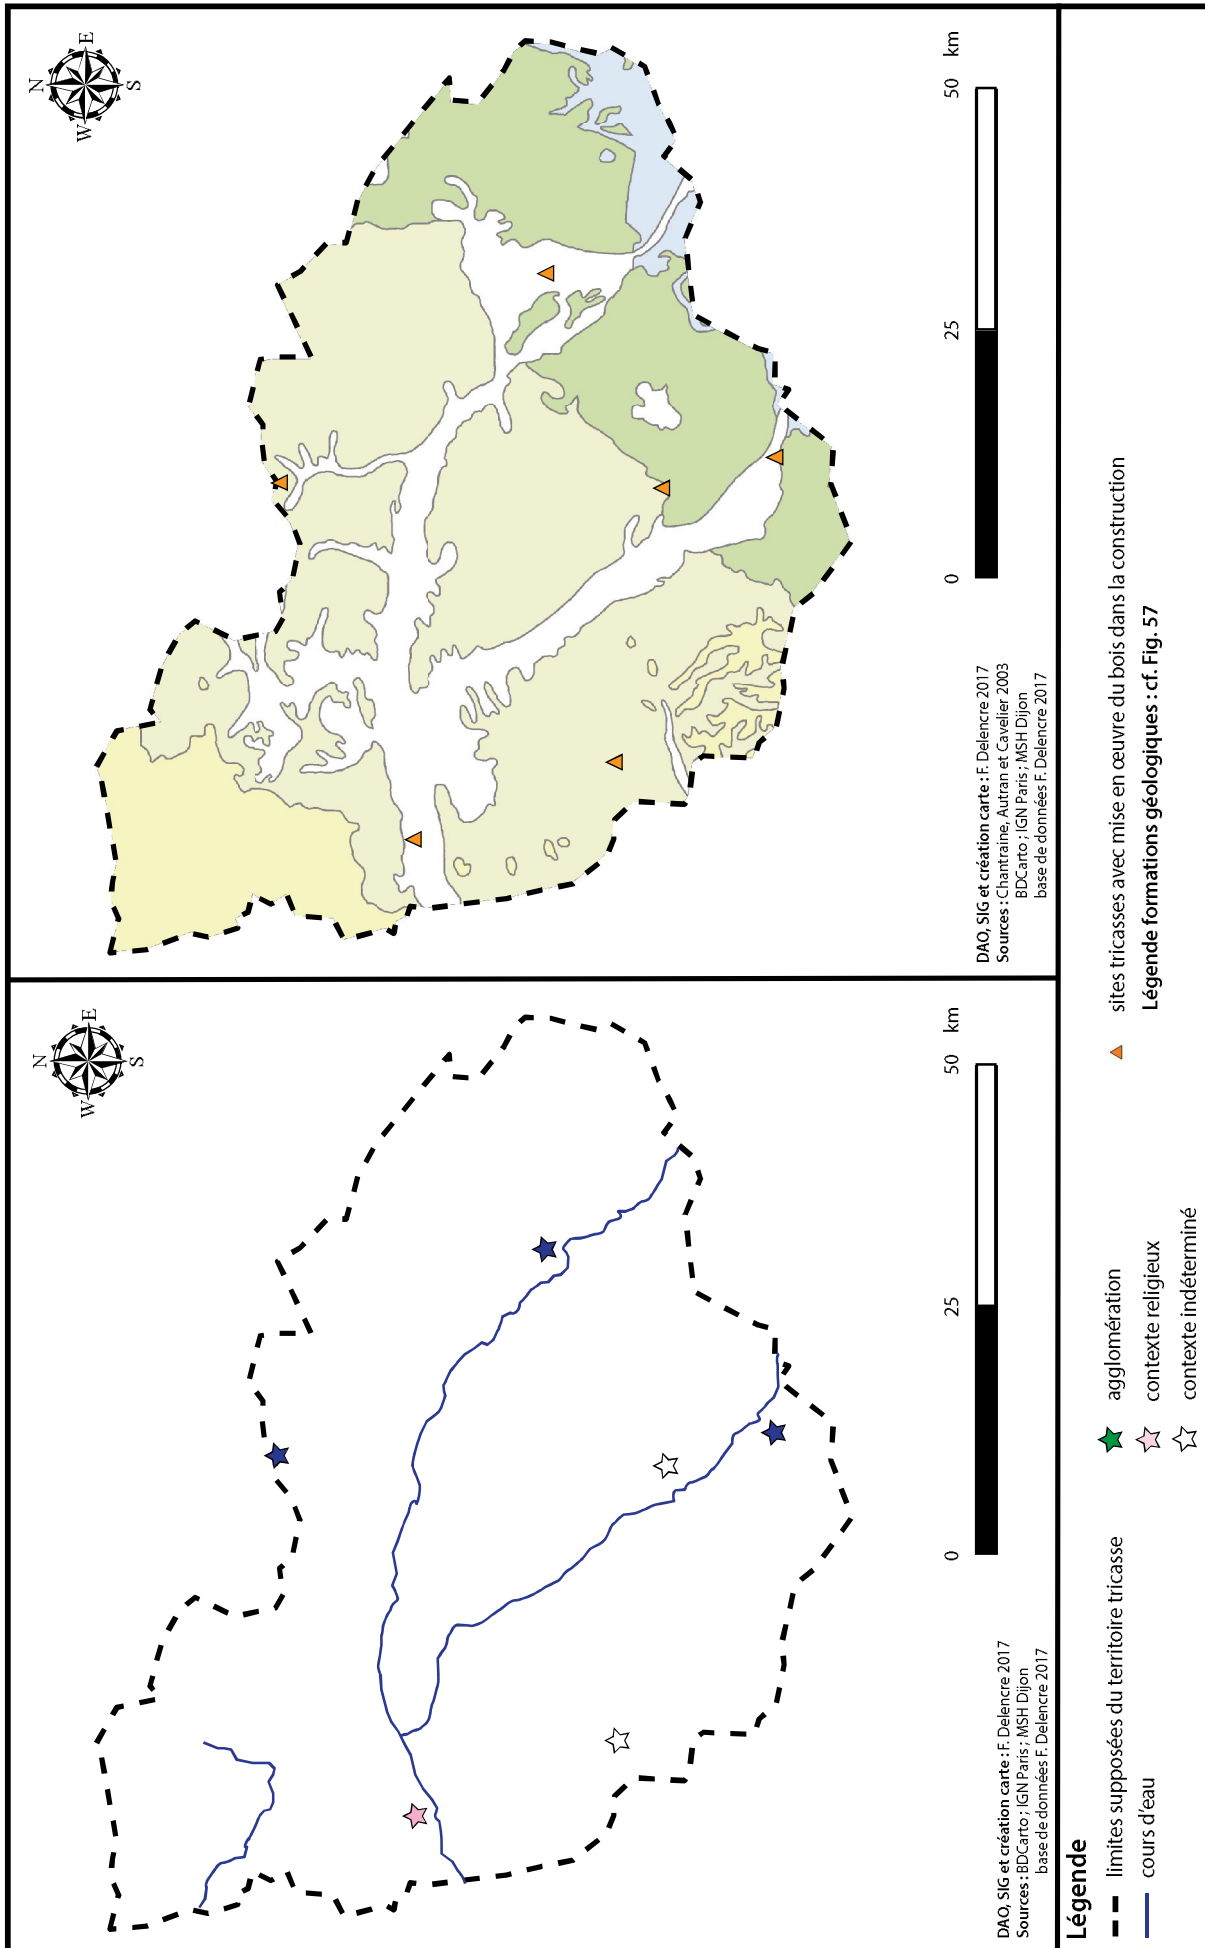 N
W
E
S
km
0
25
50
DAO, SIG et création carte : F. Delencre 2017
Sources : BDCarto ; IGN Paris ; MSH Dijon
base de données F. Delencre 2017
N
W
E
S
km
0
25
50
DAO, SIG et création carte : F. Delencre 2017
Sources : Chantraine, Autran et Cavelier 2003
BDCarto ; IGN Paris ; MSH Dijon
base de données F. Delencre 2017
Légende
limites supposées du territoire tricasse
cours d'eau
agglomération
contexte religieux
contexte indéterminé
sites tricasses avec mise en œuvre du bois dans la construction
Légende formations géologiques : cf. Fig. 57